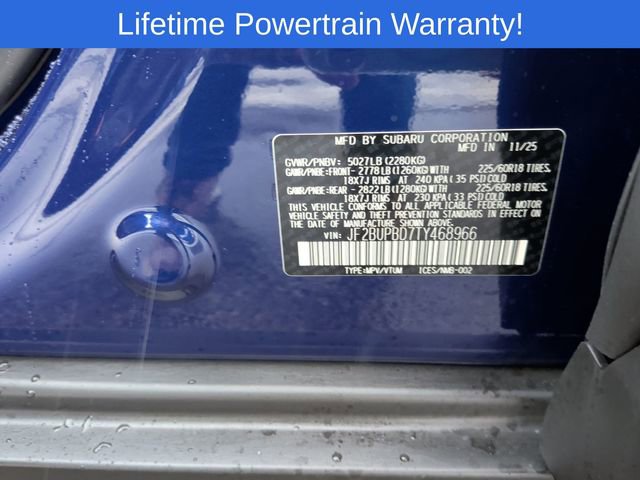 Lifetime Powertrain Warranty!
MFD BY SUBARU CORPORATION
MFD IN 11/25
GVWR/PNBV: 5027LB (2280KG)
GAWR/PNBE-FRONT- 2778LB(1260KG)WITH 225/60R18 TIRES,
18X7J RIMS AT 240 KPA(35 PSI)COLD
GAWR/PNBE-REAR - 2822LB(1280KG)WITH 225/60R18 TIRES,
18X7J RIMS AT 230 KPA(33 PSI)COLD
THIS VEHICLE CONFORMS TO ALL APPLICABLE FEDERAL MOTOR
VEHICLE SAFETY AND THEFT PREVENTION STANDARDS IN EFFECT ON
THE DATE OF MANUFACTURE SHOWN ABOVE.
VIN: JF2BUPBD7TY468966
TYPE:MPV/VTUM ICES/NMB-002